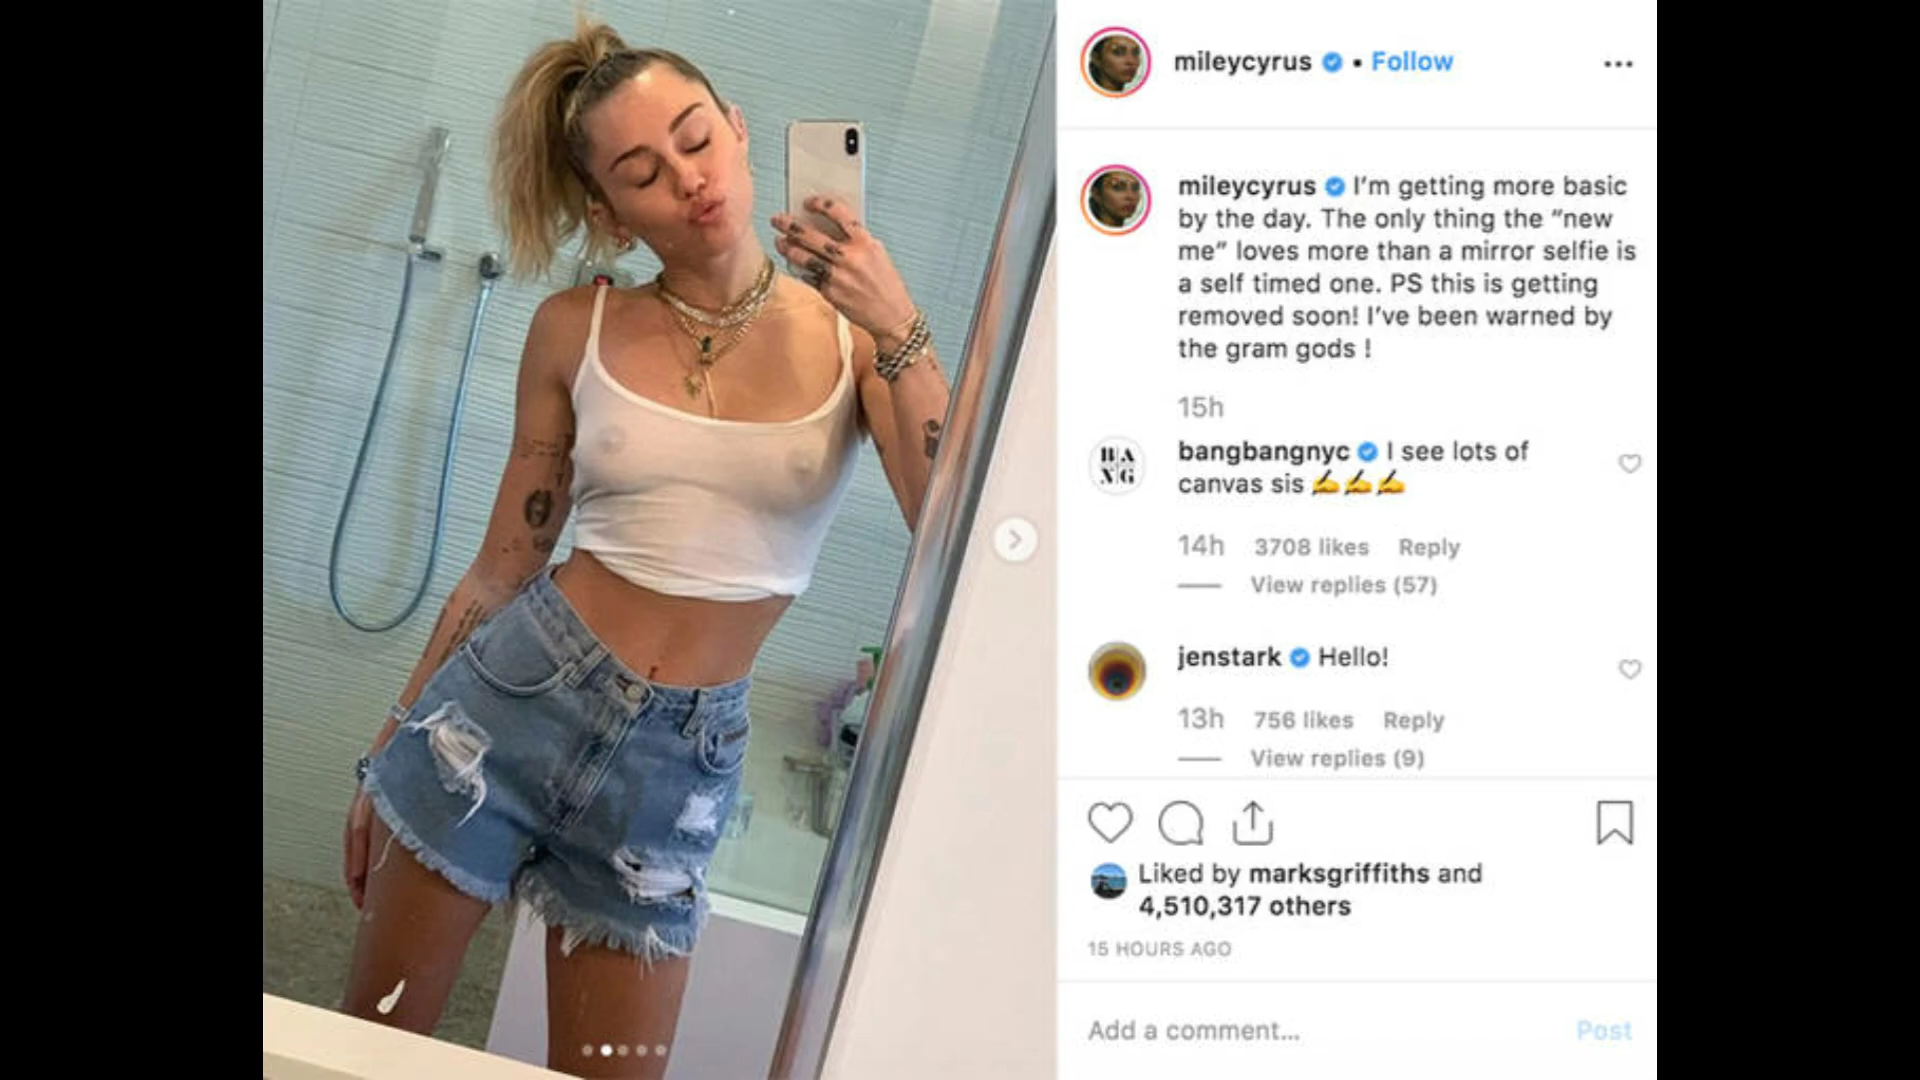 mileycyrus • Follow
mileycyrus I'm getting more basic
by the day. The only thing the “new
me” loves more than a mirror selfie is
a self timed one. PS this is getting
removed soon! I've been warned by
the gram gods !
15h
BA
NG
bangbangnyc I see lots of
canvas sis ✍✍✍
14h 3708 likes Reply
View replies (57)
jenstark Hello!
13h 756 likes Reply
View replies (9)
Liked by marksgriffiths and
4,510,317 others
15 HOURS AGO
Add a comment... Post